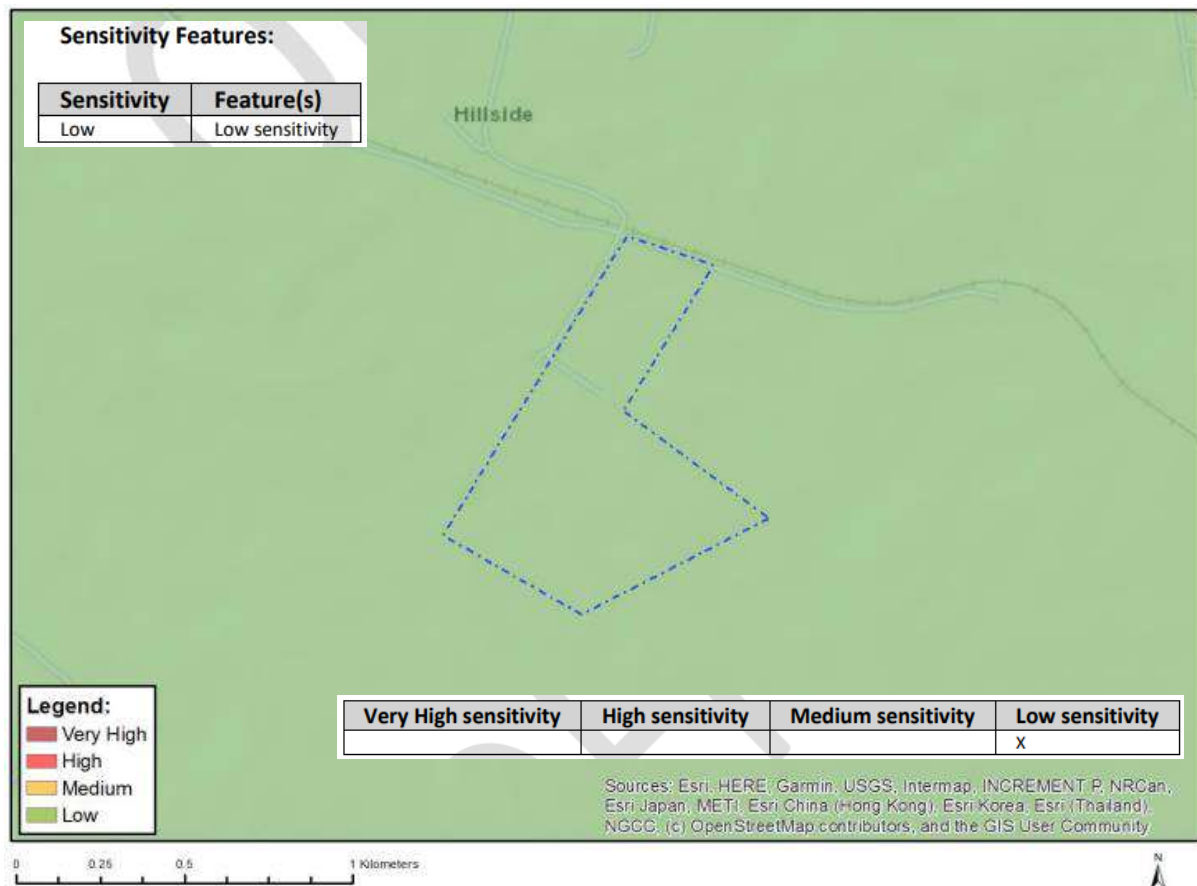 Sensitivity Features:
Sensitivity Feature(s)
Low Low sensitivity
Hillside
Legend:
Very High
High
Medium
Low
Very High sensitivity High sensitivity Medium sensitivity Low sensitivity
X
Sources: Esri, HERE, Garmin, USGS, Intermap, INCREMENT P, NRCan,
Esri Japan, METI, Esri China (Hong Kong), Esri Korea, Esri (Thailand),
NGCC, (c) OpenStreetMap contributors, and the GIS User Community
0 0.25 0.5 1 Kilometers
N